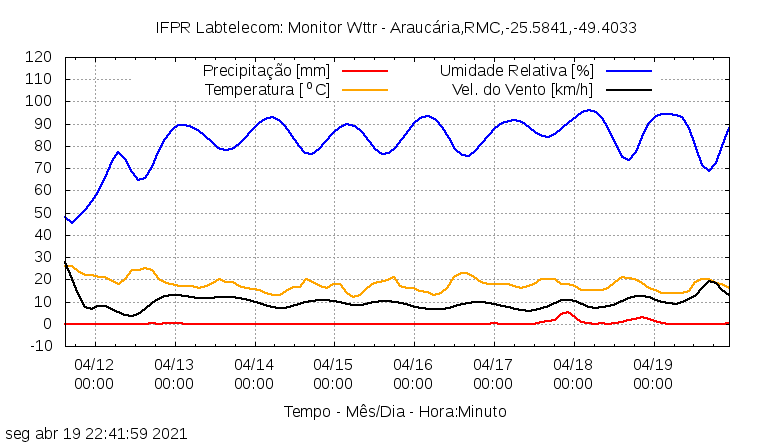 IFPR Labtelecom: Monitor Wttr - Araucária,RMC,-25.5841,-49.4033
120
110
100
90
80
70
60
50
40
30
20
10
0
-10
Precipitação [mm]
Temperatura [⁰C]
Umidade Relativa [%]
Vel. do Vento [km/h]
04/12 04/13 04/14 04/15 04/16 04/17 04/18 04/19
00:00 00:00 00:00 00:00 00:00 00:00 00:00 00:00
Tempo - Mês/Dia - Hora:Minuto
seg abr 19 22:41:59 2021